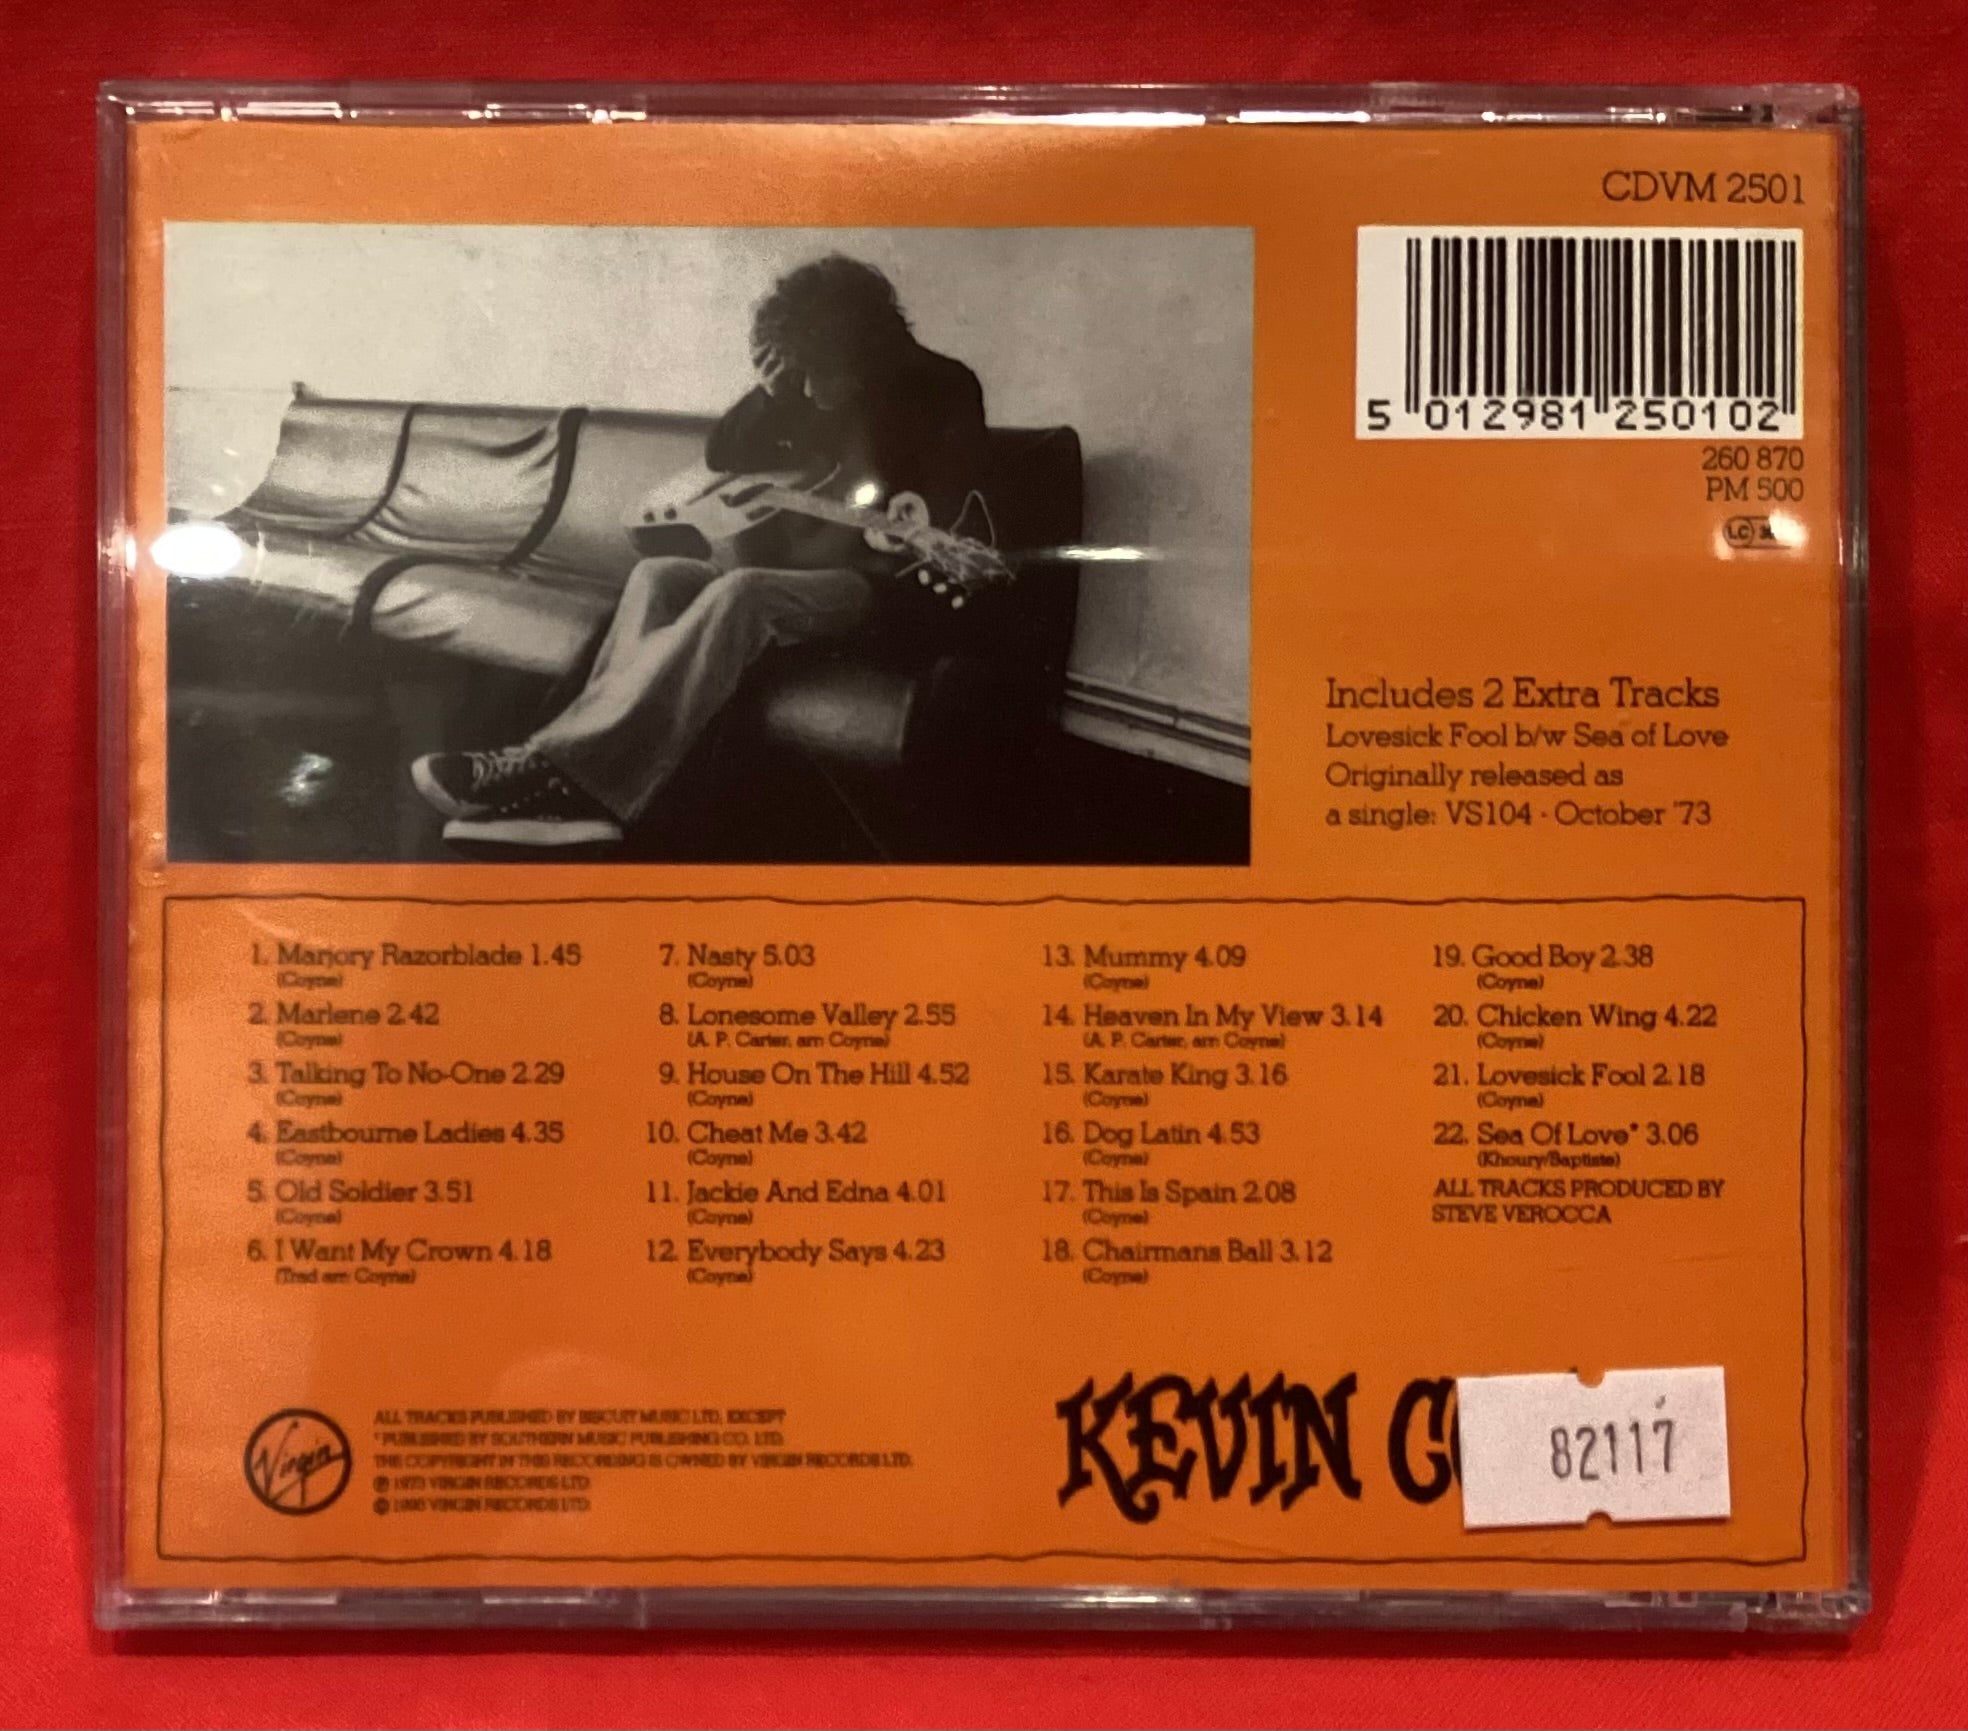 CDVM 2501
5 012981 250102
260 870
PM 500
LC
Includes 2 Extra Tracks
Lovesick Fool b/w Sea of Love
Originally released as
a single: VS104 · October '73
1. Marjory Razorblade 1.45
(Coyne)
2. Marlene 2.42
(Coyne)
3. Talking To No-One 2.29
(Coyne)
4. Eastbourne Ladies 4.35
(Coyne)
5. Old Soldier 3.51
(Coyne)
6. I Want My Crown 4.18
(Trad arr: Coyne)
7. Nasty 5.03
(Coyne)
8. Lonesome Valley 2.55
(A. P. Carter, arr: Coyne)
9. House On The Hill 4.52
(Coyne)
10. Cheat Me 3.42
(Coyne)
11. Jackie And Edna 4.01
(Coyne)
12. Everybody Says 4.23
(Coyne)
13. Mummy 4.09
(Coyne)
14. Heaven In My View 3.14
(A. P. Carter, arr: Coyne)
15. Karate King 3.16
(Coyne)
16. Dog Latin 4.53
(Coyne)
17. This Is Spain 2.08
(Coyne)
18. Chairmans Ball 3.12
(Coyne)
19. Good Boy 2.38
(Coyne)
20. Chicken Wing 4.22
(Coyne)
21. Lovesick Fool 2.18
(Coyne)
22. Sea Of Love* 3.06
(Khoury/Baptiste)
ALL TRACKS PRODUCED BY
STEVE VEROCCA
Virgin
ALL TRACKS PUBLISHED BY BISCUIT MUSIC LTD, EXCEPT
*PUBLISHED BY SOUTHERN MUSIC PUBLISHING CO. LTD.
THE COPYRIGHT IN THIS RECORDING IS OWNED BY VIRGIN RECORDS LTD.
℗ 1973 VIRGIN RECORDS LTD
© VIRGIN RECORDS LTD
KEVIN
82117